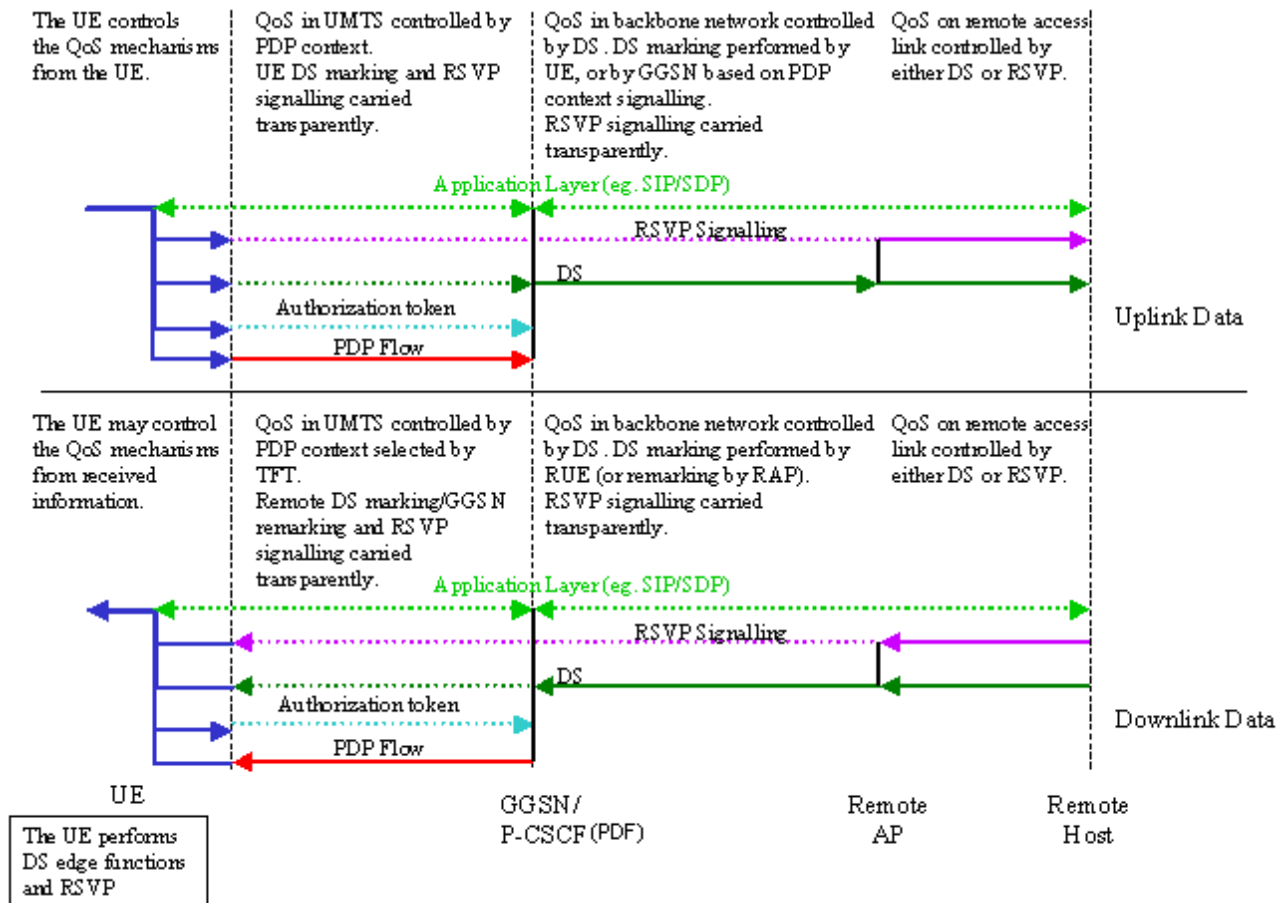 The UE controls
the QoS mechanisms
from the UE.
QoS in UMTS controlled by
PDP context.
UE DS marking and RSVP
signalling carried
transparently.
QoS in backbone network controlled
by DS. DS marking performed by
UE, or by GGSN based on PDP
context signalling.
RSVP signalling carried
transparently.
QoS on remote access
link controlled by
either DS or RSVP.
Application Layer (eg. SIP/SDP)
RSVP Signalling
DS
Authorization token
PDP Flow
Uplink Data
The UE may control
the QoS mechanisms
from received
information.
QoS in UMTS controlled by
PDP context selected by
TFT.
Remote DS marking/GGSN
remarking and RSVP
signalling carried
transparently.
QoS in backbone network controlled
by DS. DS marking performed by
RUE (or remarking by RAP).
RSVP signalling carried
transparently.
QoS on remote access
link controlled by
either DS or RSVP.
Application Layer (eg. SIP/SDP)
RSVP Signalling
DS
Authorization token
PDP Flow
Downlink Data
UE
GGSN/
P-CSCF (PDF)
Remote
AP
Remote
Host
The UE performs
DS edge functions
and RSVP